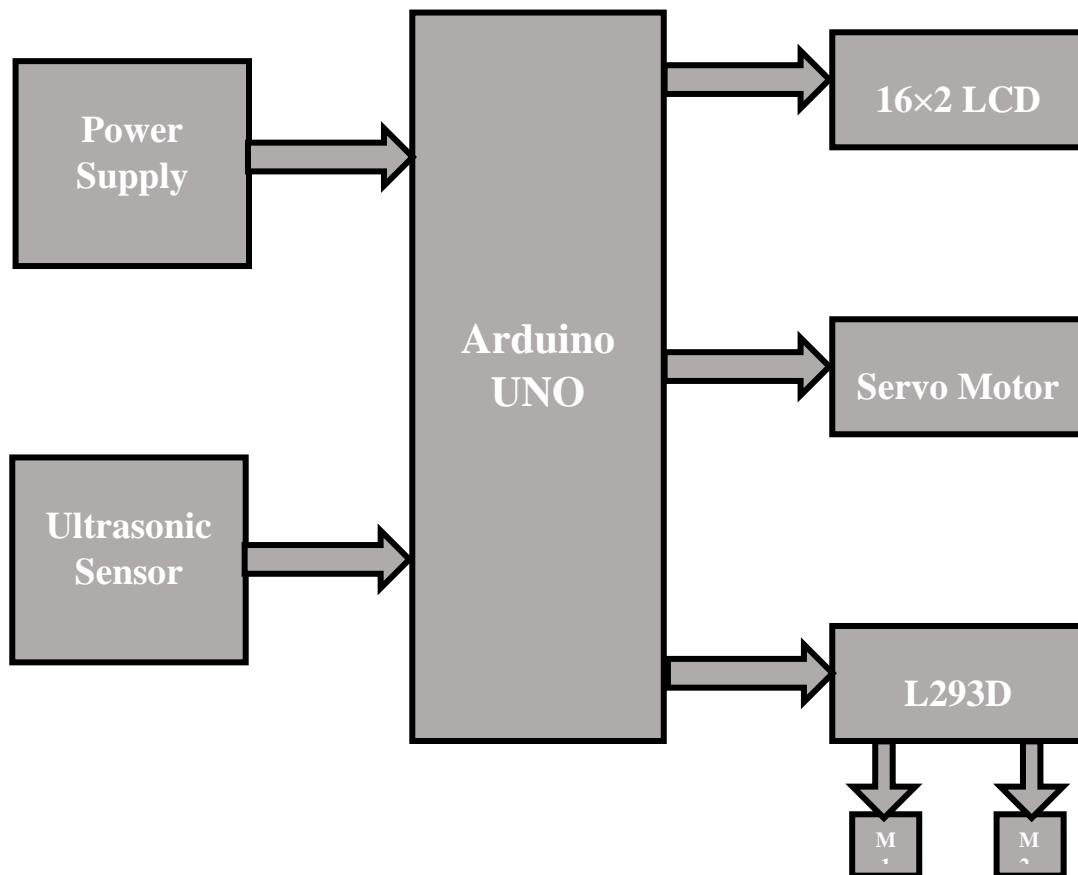 Power
Supply
16×2 LCD
Arduino
UNO
Servo Motor
Ultrasonic
Sensor
L293D
M
M